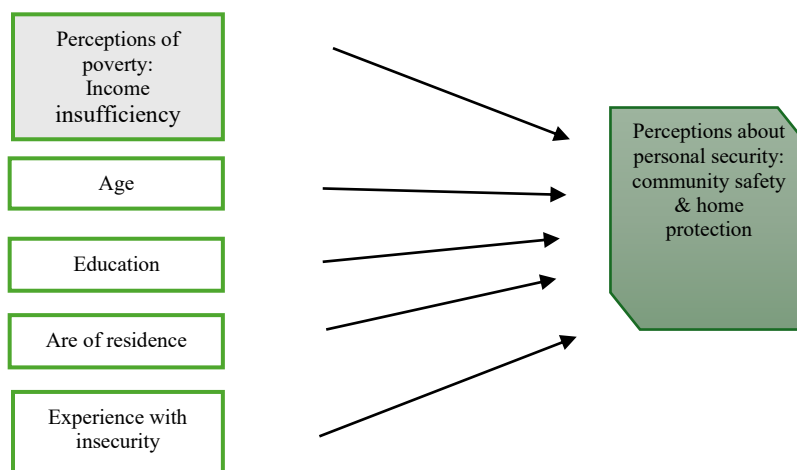 Perceptions of
poverty:
Income
insufficiency
Age
Education
Are of residence
Experience with
insecurity
Perceptions about
personal security:
community safety
& home
protection